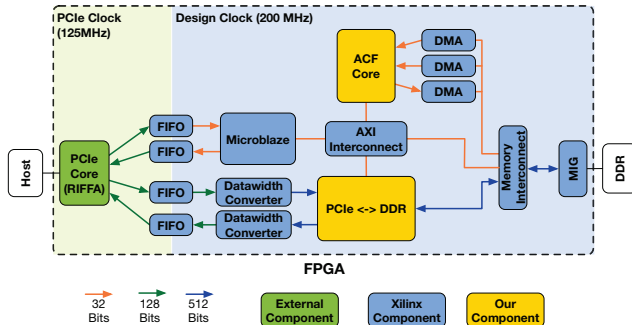 PCIe Clock
(125MHz)
Design Clock (200 MHz)
ACF
Core
DMA
DMA
DMA
FIFO
FIFO
Microblaze
AXI
Interconnect
Host
PCIe
Core
(RIFFA)
Memory
Interconnect
MIG
DDR
FIFO
Datawidth
Converter
PCIe <-> DDR
FIFO
Datawidth
Converter
FPGA
32
Bits
128
Bits
512
Bits
External
Component
Xilinx
Component
Our
Component